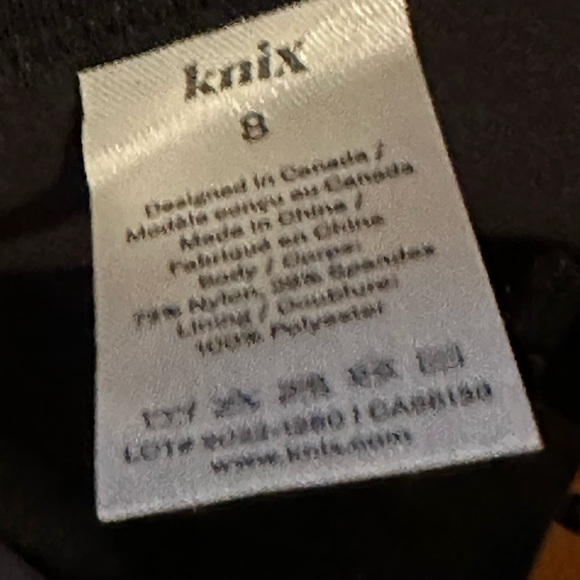 knix
8
Designed in Canada /
Modèle conçu au Canada
Made in China /
Fabriqué en Chine
Body / Corps:
Nylon, Spandex
Lining / Doublure:
100% Polyester
LOT#
www.knix.com